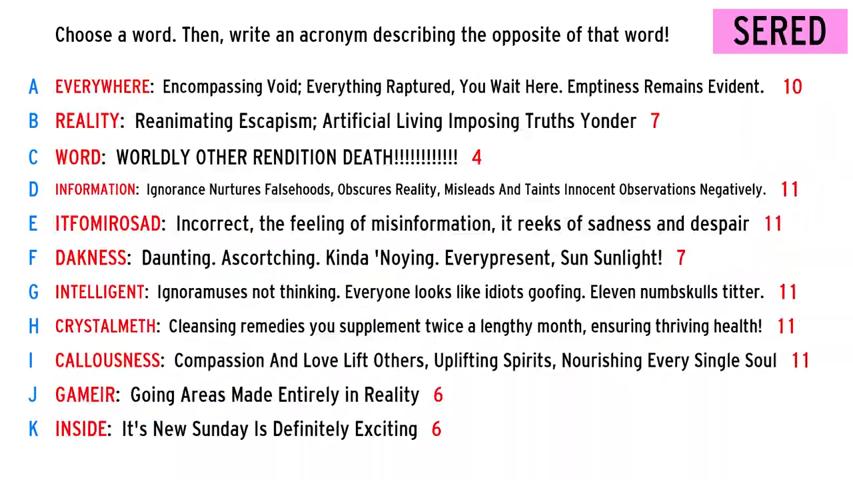 Choose a word. Then, write an acronym describing the opposite of that word!
SERED
A EVERYWHERE: Encompassing Void; Everything Raptured, You Wait Here. Emptiness Remains Evident. 10
B REALITY: Reanimating Escapism; Artificial Living Imposing Truths Yonder 7
C WORD: WORLDLY OTHER RENDITION DEATH!!!!!!!!!!!! 4
D INFORMATION: Ignorance Nurtures Falsehoods, Obscures Reality, Misleads And Taints Innocent Observations Negatively. 11
E ITFOMIROSAD: Incorrect, the feeling of misinformation, it reeks of sadness and despair 11
F DAKNESS: Daunting. Ascortching. Kinda 'Noying. Everypresent, Sun Sunlight! 7
G INTELLIGENT: Ignoramuses not thinking. Everyone looks like idiots goofing. Eleven numbskulls titter. 11
H CRYSTALMETH: Cleansing remedies you supplement twice a lengthy month, ensuring thriving health! 11
I CALLOUSNESS: Compassion And Love Lift Others, Uplifting Spirits, Nourishing Every Single Soul 11
J GAMEIR: Going Areas Made Entirely in Reality 6
K INSIDE: It's New Sunday Is Definitely Exciting 6